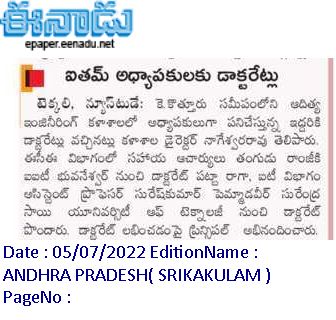 ఈనాడు
epaper.eenadu.net
ఐతమ్ అధ్యాపకులకు డాక్టరేట్లు
టెక్కలి, న్యూస్‌టుడే: కె.కొత్తూరు సమీపంలోని ఆదిత్య
ఇంజినీరింగ్ కళాశాలలో అధ్యాపకులుగా పనిచేస్తున్న ఇద్దరికి
డాక్టరేట్లు వచ్చినట్లు కళాశాల డైరెక్టర్ నాగేశ్వరరావు తెలిపారు.
ఈసీఈ విభాగంలో సహాయ ఆచార్యులు తంగుడు రాంజీకి
ఐఐటీ భువనేశ్వర్ నుంచి డాక్టరేట్ పట్టా రాగా, ఐటీ విభాగం
అసిస్టెంట్ ప్రొఫెసర్ సురేష్‌కుమార్ పెమ్మాడవీర్ సురేంద్ర
సాయి యూనివర్సిటీ ఆఫ్ టెక్నాలజీ నుంచి డాక్టరేట్
పొందారు. డాక్టరేట్ లభించడంపై ప్రిన్సిపల్ అభినందించారు.
Date : 05/07/2022 EditionName :
ANDHRA PRADESH( SRIKAKULAM )
PageNo :